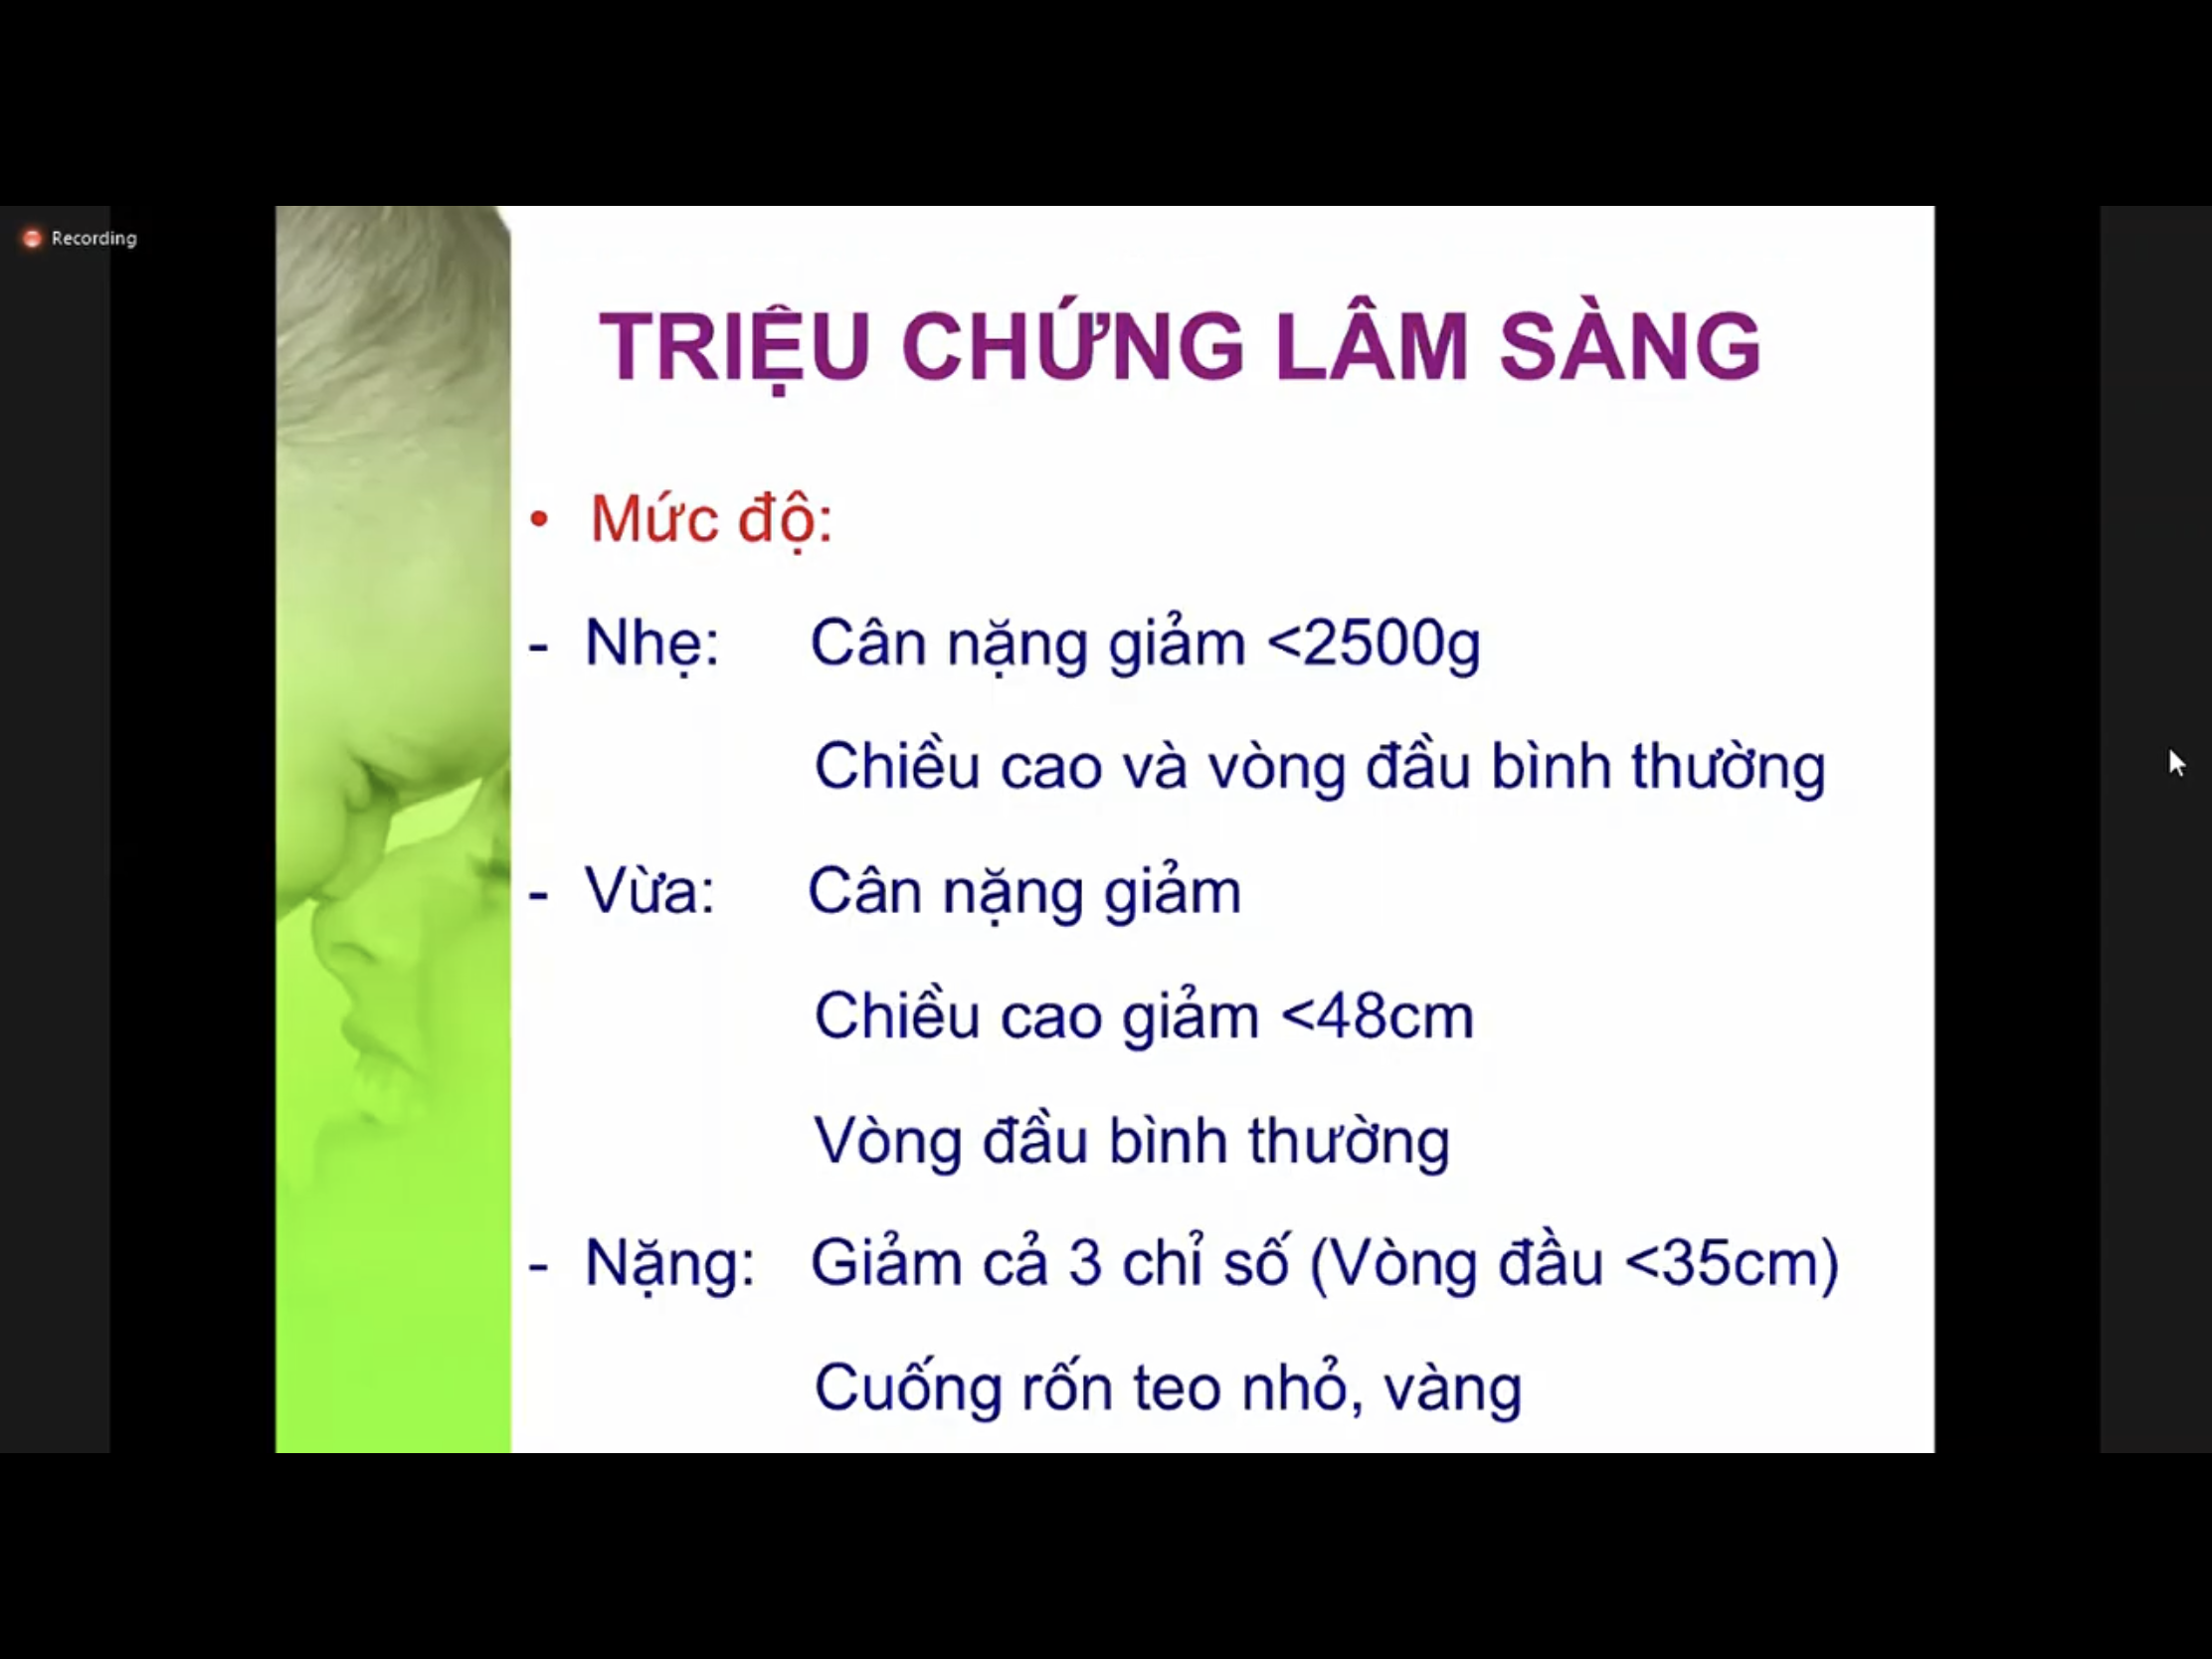 Recording
TRIỆU CHỨNG LÂM SÀNG
• Mức độ:
- Nhẹ: Cân nặng giảm <2500g
Chiều cao và vòng đầu bình thường
- Vừa: Cân nặng giảm
Chiều cao giảm <48cm
Vòng đầu bình thường
- Nặng: Giảm cả 3 chỉ số (Vòng đầu <35cm)
Cuống rốn teo nhỏ, vàng